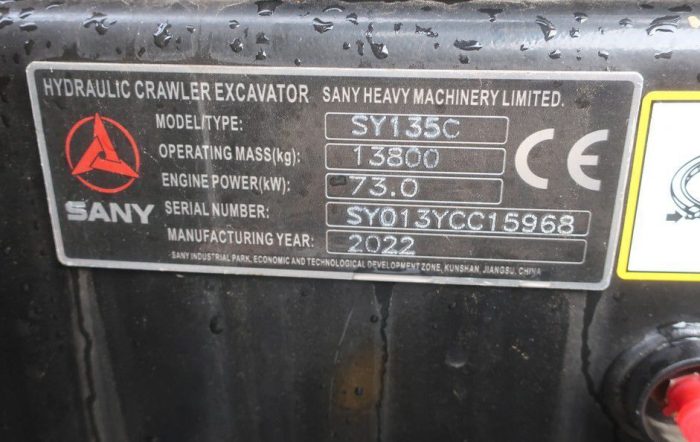 HYDRAULIC CRAWLER EXCAVATOR SANY HEAVY MACHINERY LIMITED.
MODEL/TYPE: SY135C
OPERATING MASS(kg): 13800
ENGINE POWER(kW): 73.0
SANY SERIAL NUMBER: SY013YCC15968
MANUFACTURING YEAR: 2022
SANY INDUSTRIAL PARK, ECONOMIC AND TECHNOLOGICAL DEVELOPMENT ZONE, KUNSHAN, JIANGSU, CHINA
CE